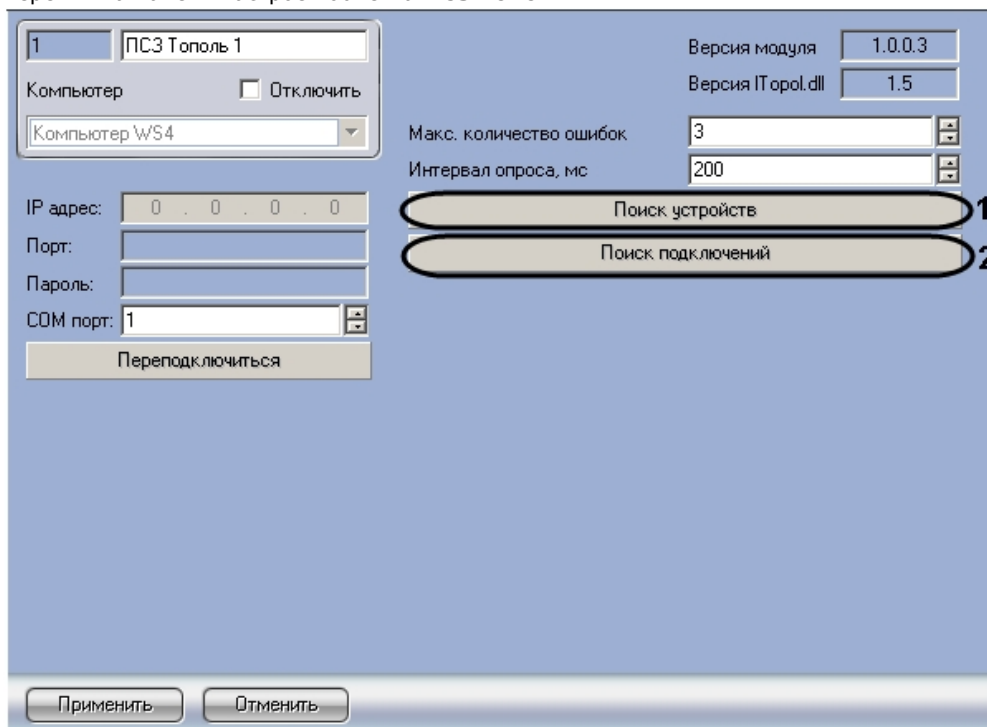 1 ПСЗ Тополь 1
Компьютер Отключить
Компьютер WS4
IP адрес: 0 . 0 . 0 . 0
Порт:
Пароль:
COM порт: 1
Переподключиться
Версия модуля 1.0.0.3
Версия ITopol.dll 1.5
Макс. количество ошибок 3
Интервал опроса, мс 200
Поиск устройств 1
Поиск подключений 2
Применить Отменить